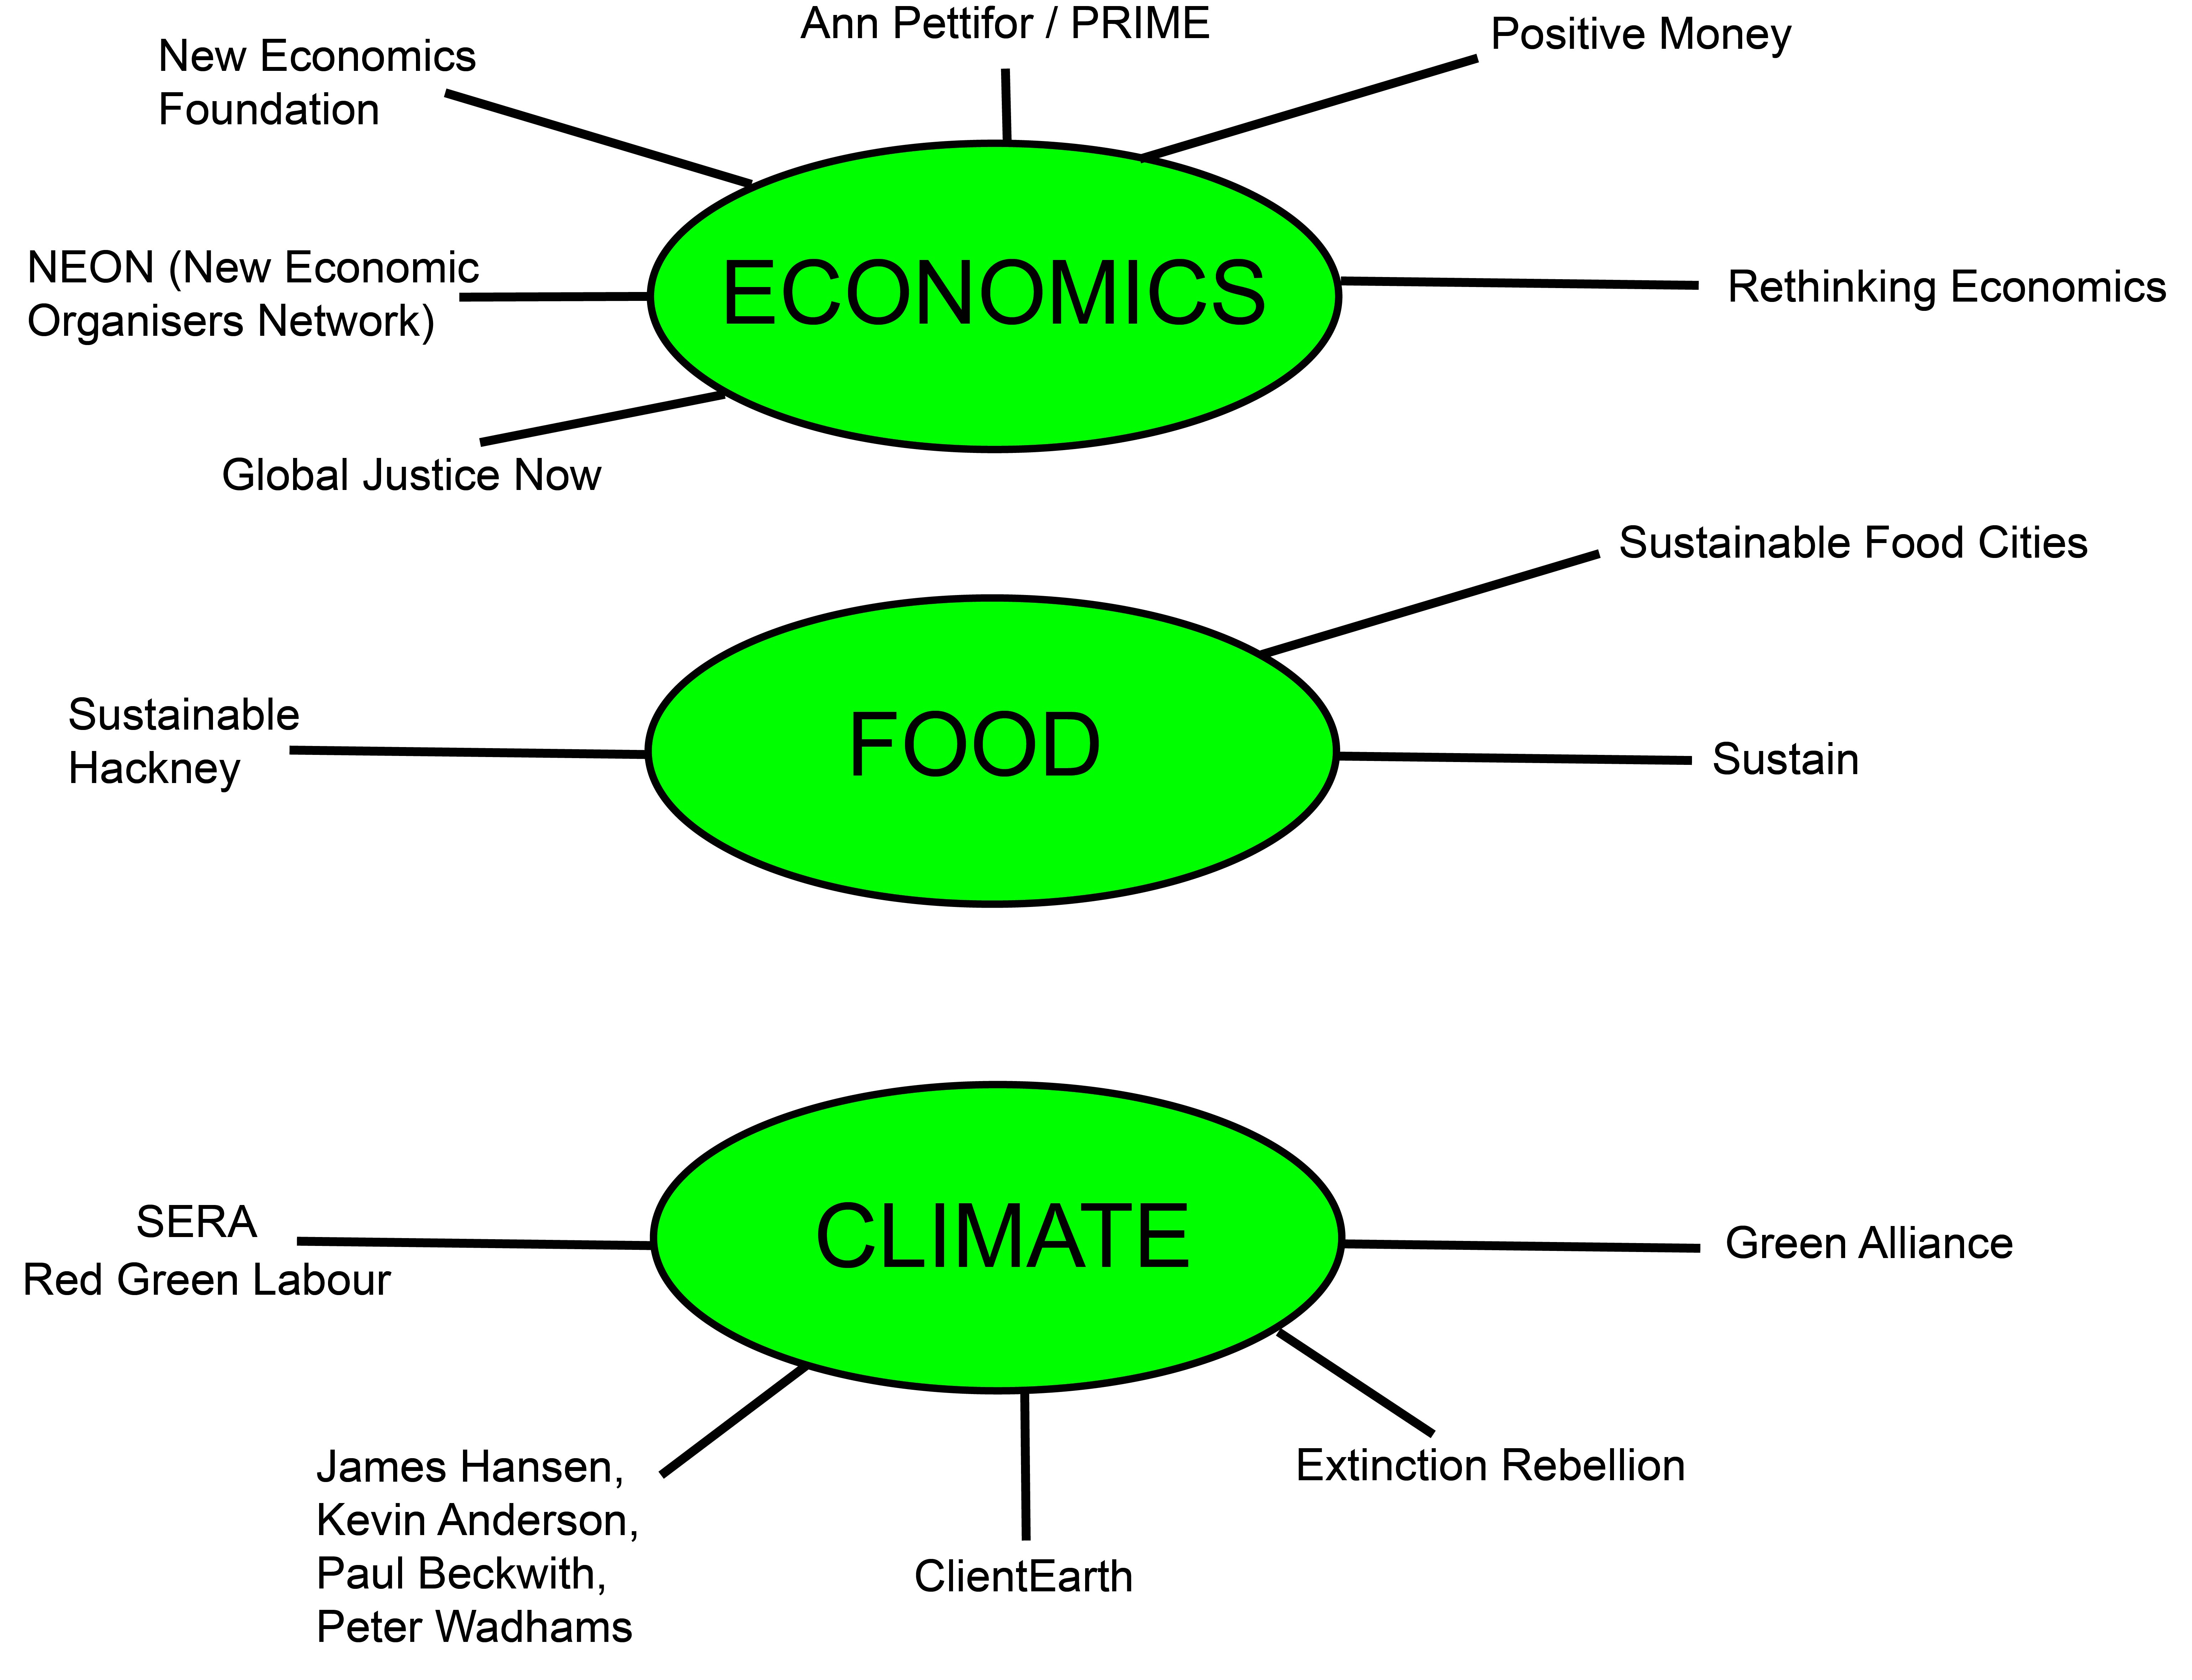 Ann Pettifor / PRIME
Positive Money
New Economics
Foundation
NEON (New Economic
Organisers Network)
ECONOMICS
Rethinking Economics
Global Justice Now
Sustainable Food Cities
Sustainable
Hackney
FOOD
Sustain
SERA
Red Green Labour
CLIMATE
Green Alliance
James Hansen,
Kevin Anderson,
Paul Beckwith,
Peter Wadhams
ClientEarth
Extinction Rebellion